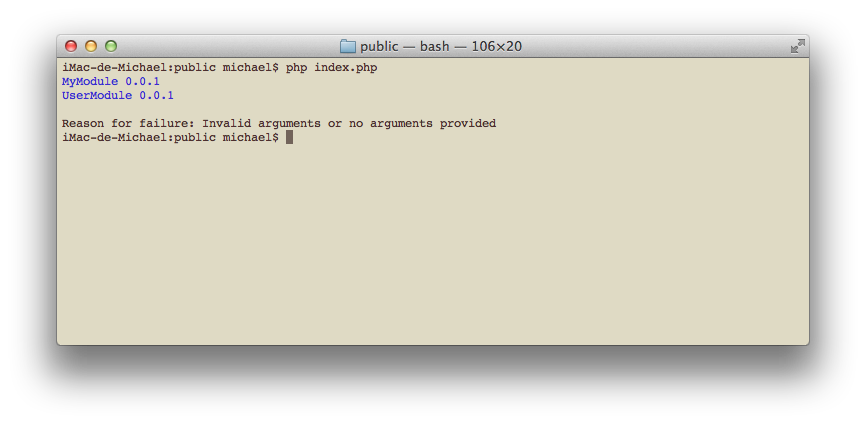 public — bash — 106×20
iMac-de-Michael:public michael$ php index.php
MyModule 0.0.1
UserModule 0.0.1
Reason for failure: Invalid arguments or no arguments provided
iMac-de-Michael:public michael$